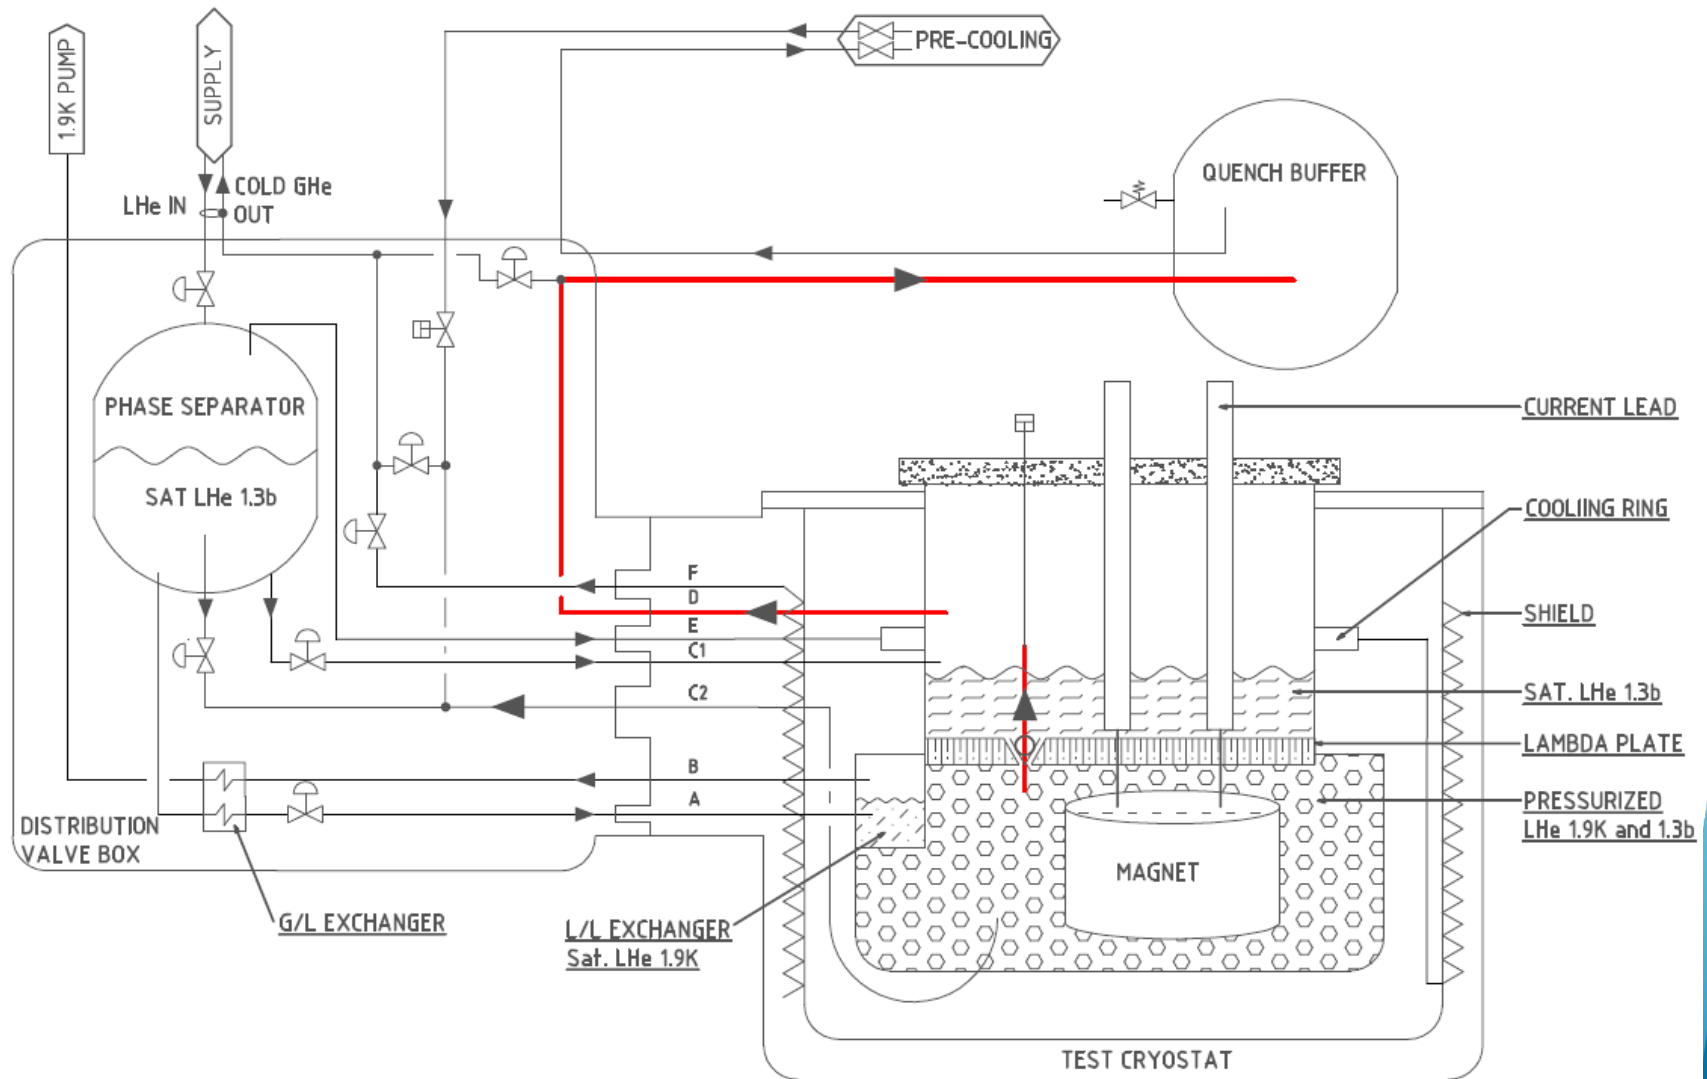 1.9K PUMP
SUPPLY
PRE-COOLING
QUENCH BUFFER
LHe IN
COLD GHe
OUT
PHASE SEPARATOR
SAT LHe 1.3b
CURRENT LEAD
COOLIING RING
SHIELD
F
D
E
C1
C2
B
A
SAT. LHe 1.3b
LAMBDA PLATE
PRESSURIZED
LHe 1.9K and 1.3b
DISTRIBUTION
VALVE BOX
MAGNET
G/L EXCHANGER
L/L EXCHANGER
Sat. LHe 1.9K
TEST CRYOSTAT